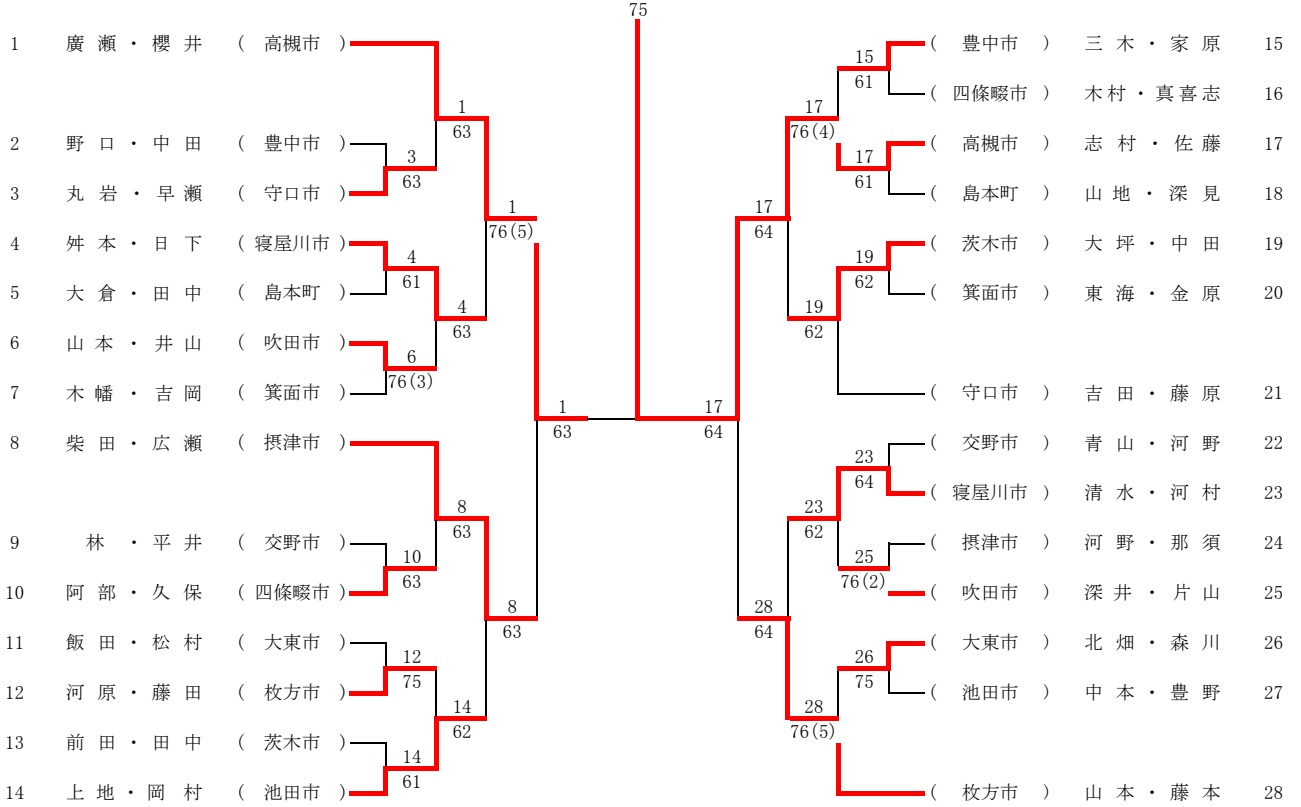 75
1 廣瀬・櫻井 ( 高槻市 )
( 豊中市 ) 三木・家原 15
15
61
( 四條畷市 ) 木村・真喜志 16
1
63
17
76(4)
2 野口・中田 ( 豊中市 )
( 高槻市 ) 志村・佐藤 17
3
63
17
61
3 丸岩・早瀬 ( 守口市 )
( 島本町 ) 山地・深見 18
1
76(5)
17
64
4 舛本・日下 ( 寝屋川市 )
( 茨木市 ) 大坪・中田 19
4
61
19
62
5 大倉・田中 ( 島本町 )
( 箕面市 ) 東海・金原 20
4
63
19
62
6 山本・井山 ( 吹田市 )
6
76(3)
7 木幡・吉岡 ( 箕面市 )
( 守口市 ) 吉田・藤原 21
1
63
17
64
8 柴田・広瀬 ( 摂津市 )
( 交野市 ) 青山・河野 22
23
64
( 寝屋川市 ) 清水・河村 23
8
63
23
62
9 林・平井 ( 交野市 )
( 摂津市 ) 河野・那須 24
10
63
25
76(2)
10 阿部・久保 ( 四條畷市 )
( 吹田市 ) 深井・片山 25
8
63
28
64
11 飯田・松村 ( 大東市 )
( 大東市 ) 北畑・森川 26
12
75
26
75
12 河原・藤田 ( 枚方市 )
( 池田市 ) 中本・豊野 27
14
62
28
76(5)
13 前田・田中 ( 茨木市 )
14
61
14 上地・岡村 ( 池田市 )
( 枚方市 ) 山本・藤本 28